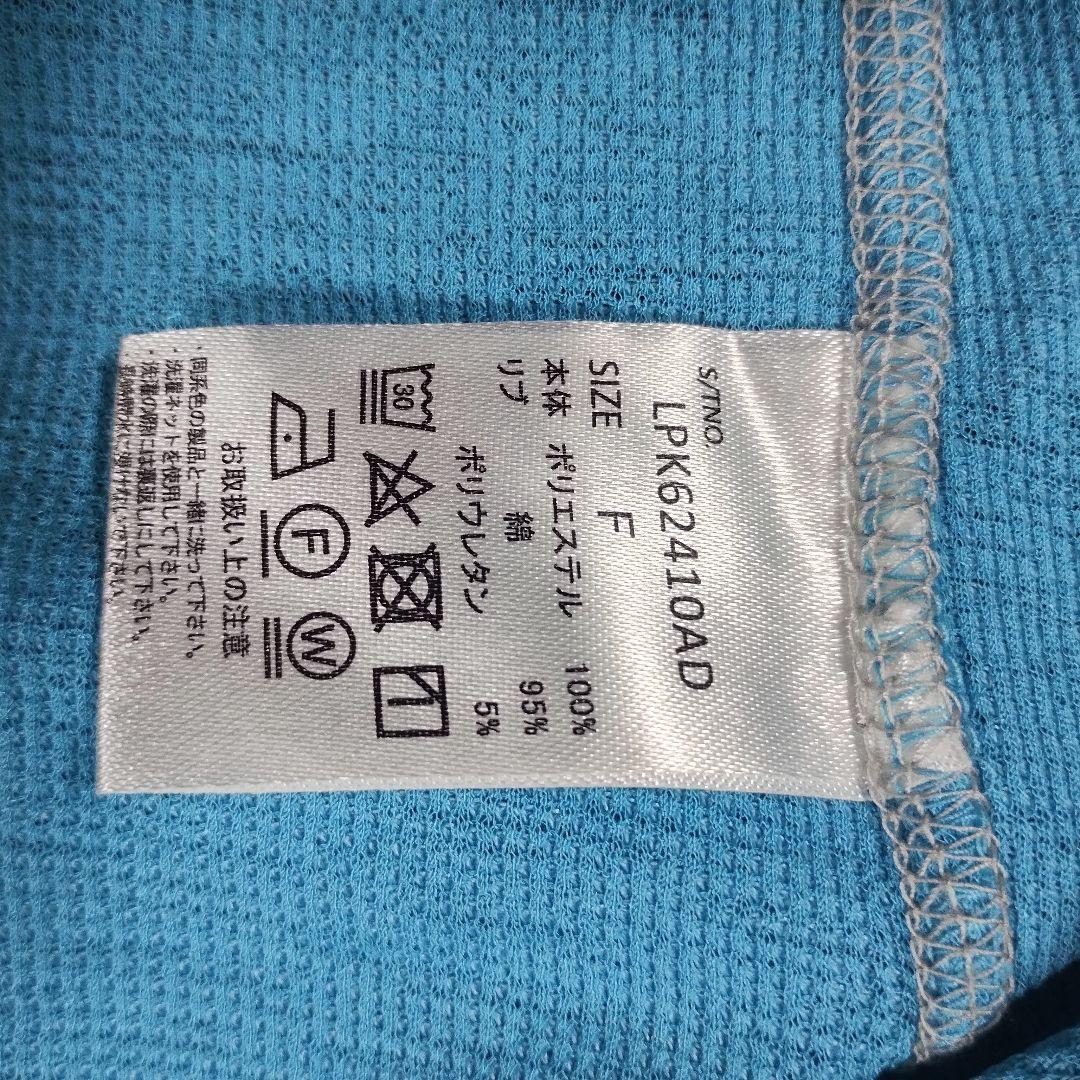 S/TNO.
LPK62410AD
SIZE F
本体 ポリエステル 100%
リブ 綿 95%
ポリウレタン 5%
30
F
W
お取扱い上の注意
・同系色の製品と一緒に洗って下さい。
・洗濯ネットを使用して下さい。
・洗濯の際には裏返しにして下さい。